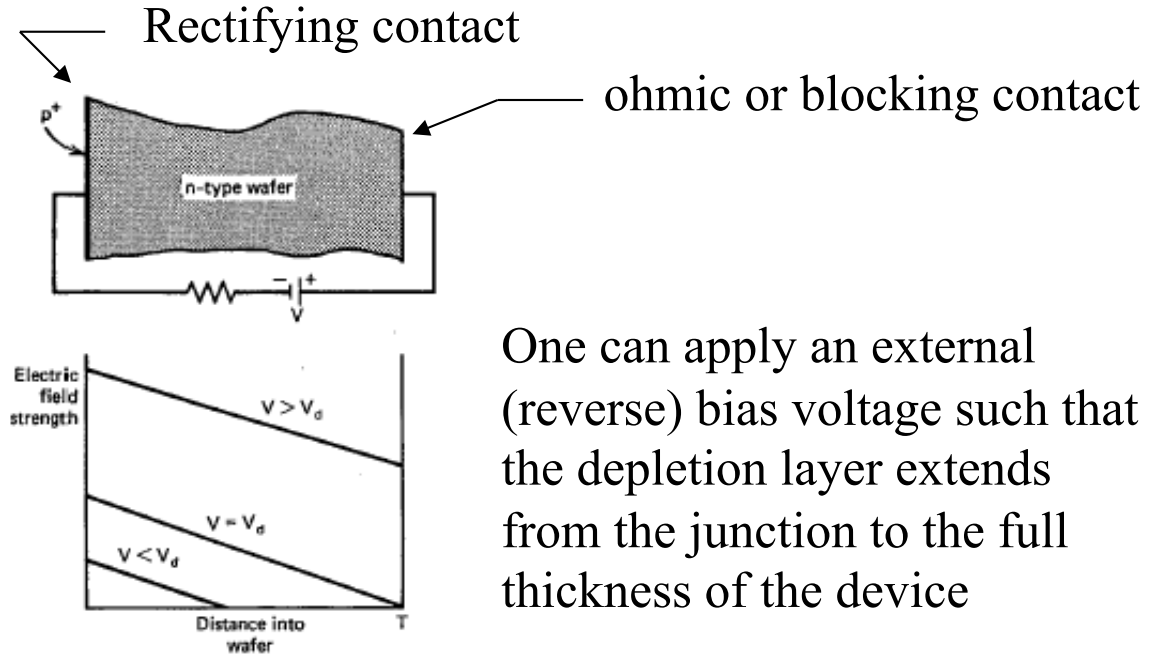 Rectifying contact
ohmic or blocking contact
p+
n-type wafer
− +
V
Electric
field
strength
V > Vd
V = Vd
V < Vd
Distance into
wafer
T
One can apply an external
(reverse) bias voltage such that
the depletion layer extends
from the junction to the full
thickness of the device